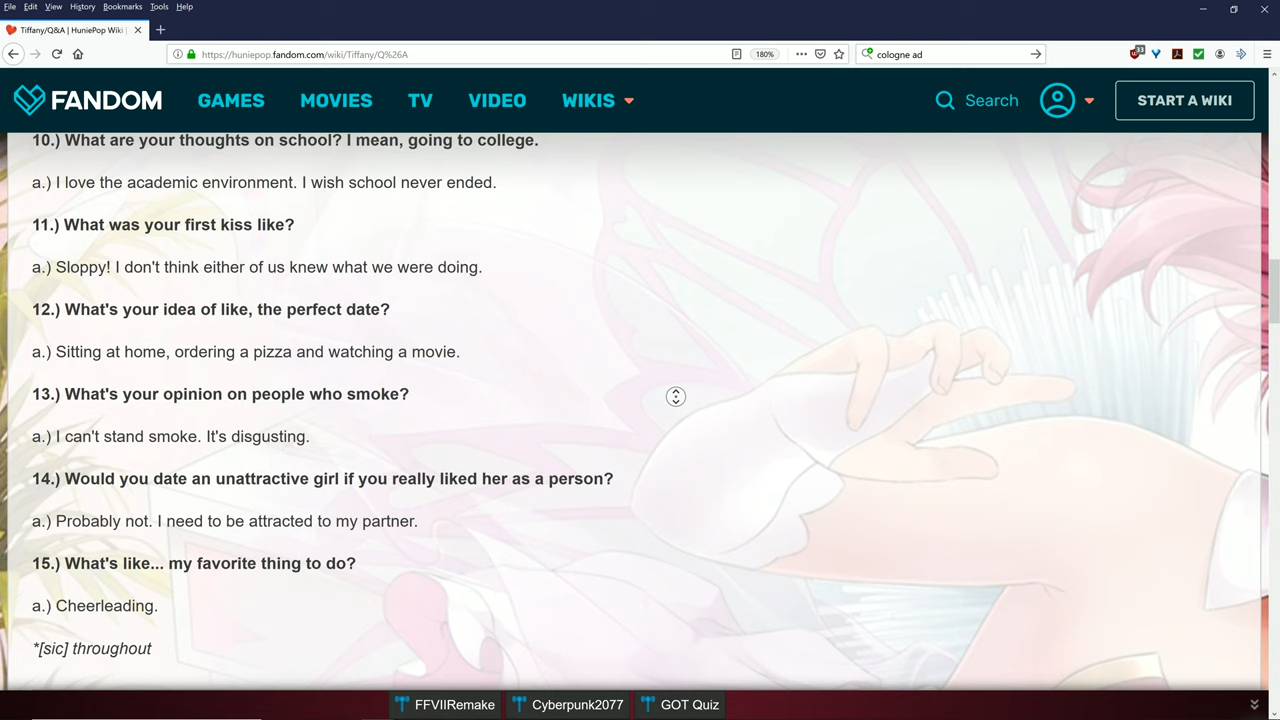 File Edit View History Bookmarks Tools Help
Tiffany/Q&A | HuniePop Wiki |
https://huniepop.fandom.com/wiki/Tiffany/Q%26A
180%
cologne ad
33
FANDOM
GAMES MOVIES TV VIDEO WIKIS
Search
START A WIKI
10.) What are your thoughts on school? I mean, going to college.
a.) I love the academic environment. I wish school never ended.
11.) What was your first kiss like?
a.) Sloppy! I don't think either of us knew what we were doing.
12.) What's your idea of like, the perfect date?
a.) Sitting at home, ordering a pizza and watching a movie.
13.) What's your opinion on people who smoke?
a.) I can't stand smoke. It's disgusting.
14.) Would you date an unattractive girl if you really liked her as a person?
a.) Probably not. I need to be attracted to my partner.
15.) What's like... my favorite thing to do?
a.) Cheerleading.
*[sic] throughout
FFVIIRemake Cyberpunk2077 GOT Quiz